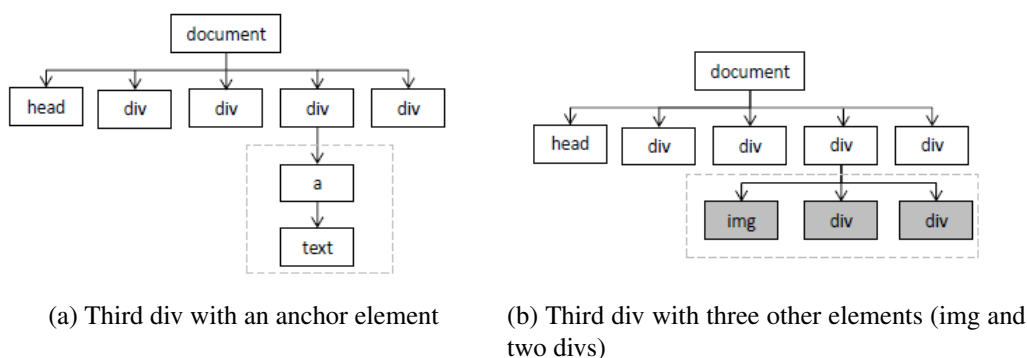 document
head div div div div
a
text
(a) Third div with an anchor element
document
head div div div div
img div div
(b) Third div with three other elements (img and
two divs)